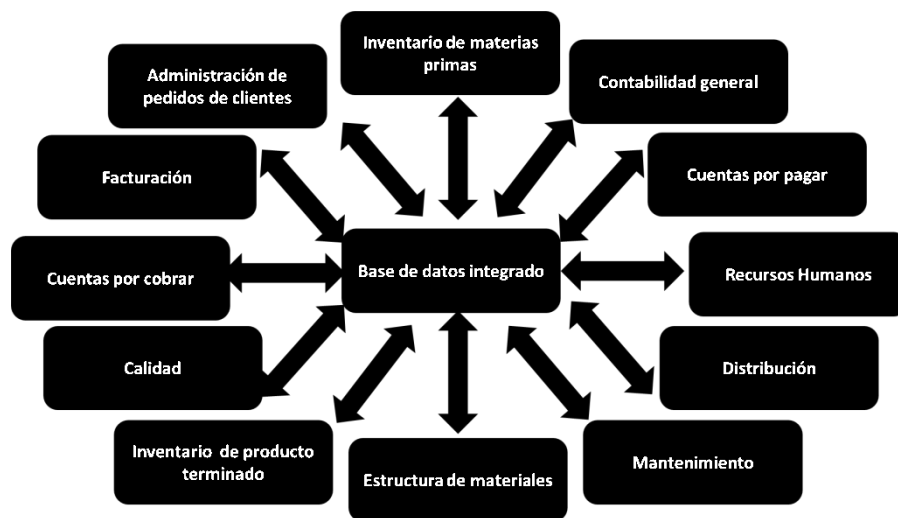 Inventario de materias
primas
Administración de
pedidos de clientes
Contabilidad general
Facturación
Cuentas por pagar
Cuentas por cobrar
Base de datos integrado
Recursos Humanos
Calidad
Distribución
Inventario de producto
terminado
Estructura de materiales
Mantenimiento